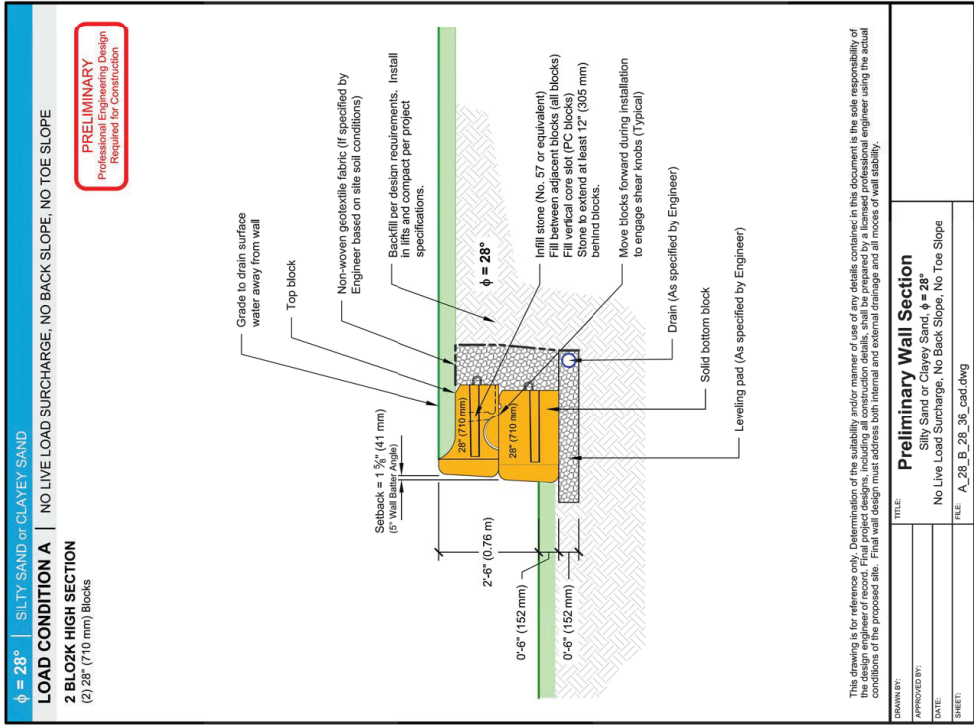 ϕ = 28° | SILTY SAND or CLAYEY SAND
LOAD CONDITION A | NO LIVE LOAD SURCHARGE, NO BACK SLOPE, NO TOE SLOPE
2 BLO2K HIGH SECTION
(2) 28" (710 mm) Blocks
PRELIMINARY
Professional Engineering Design
Required for Construction
Grade to drain surface
water away from wall
Top block
Non-woven geotextile fabric (If specified by
Engineer based on site soil conditions)
Backfill per design requirements. Install
in lifts and compact per project
specifications.
ϕ = 28°
Infill stone (No. 57 or equivalent)
Fill between adjacent blocks (all blocks)
Fill vertical core slot (PC blocks)
Stone to extend at least 12" (305 mm)
behind blocks.
Move blocks forward during installation
to engage shear knobs (Typical)
Drain (As specified by Engineer)
Solid bottom block
Leveling pad (As specified by Engineer)
Setback = 1 5⁄8" (41 mm)
(5° Wall Batter Angle)
28" (710 mm)
28" (710 mm)
2'-6" (0.76 m)
0'-6" (152 mm)
0'-6" (152 mm)
This drawing is for reference only. Determination of the suitability and/or manner of use of any details contained in this document is the sole responsibility of
the design engineer of record. Final project designs, including all construction details, shall be prepared by a licensed professional engineer using the actual
conditions of the proposed site. Final wall design must address both internal and external drainage and all moces of wall stability.
DRAWN BY:
APPROVED BY:
DATE:
SHEET:
TITLE:
Preliminary Wall Section
Silty Sand or Clayey Sand, ϕ = 28°
No Load Surcharge, No Back Slope, No Toe Slope
FILE: A_28_B_28_36_cad.dwg